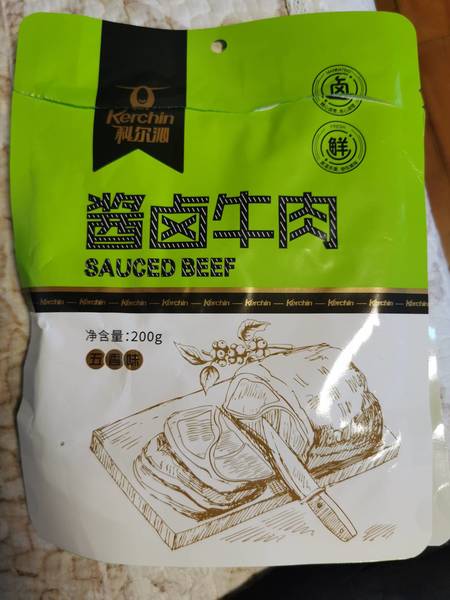 Kerchin
科尔沁
卤
FRESH
鲜
酱卤牛肉
SAUCED BEEF
Kerchin — Kerchin — Kerchin — Kerchin — Kerchin — Kerchin — Kerchin — Kerchin
净含量:200g
五香味